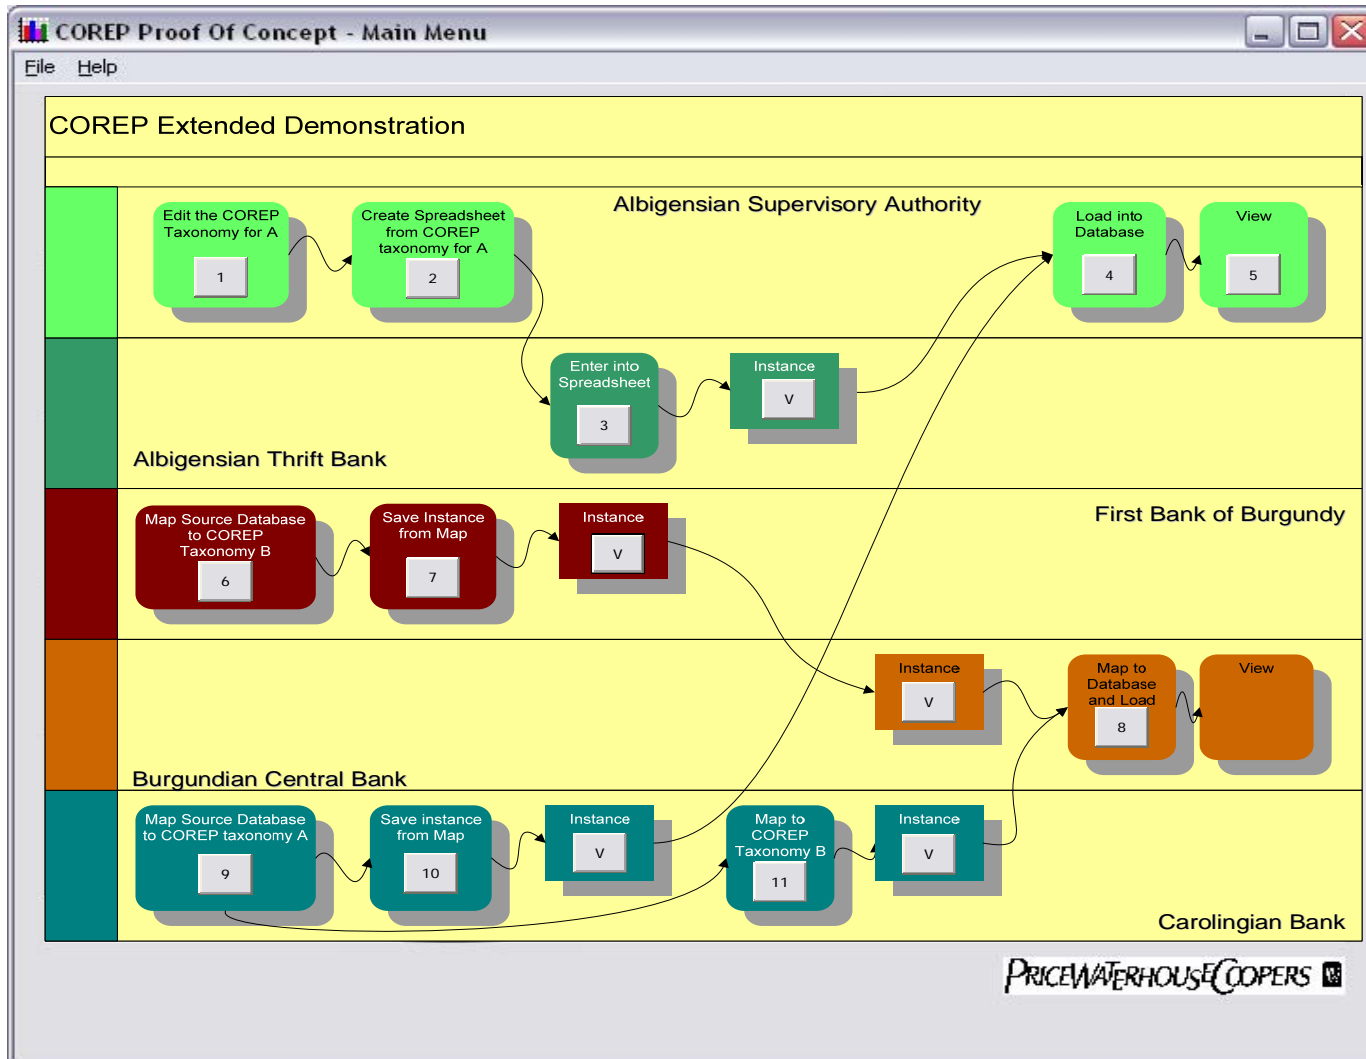 COREP Proof Of Concept - Main Menu
File Help
COREP Extended Demonstration
Albigensian Supervisory Authority
Edit the COREP
Taxonomy for A
1
Create Spreadsheet
from COREP
taxonomy for A
2
Load into
Database
4
View
5
Enter into
Spreadsheet
3
Instance
V
Albigensian Thrift Bank
Map Source Database
to COREP
Taxonomy B
6
Save Instance
from Map
7
Instance
V
First Bank of Burgundy
Instance
V
Map to
Database
and Load
8
View
Burgundian Central Bank
Map Source Database
to COREP taxonomy A
9
Save instance
from Map
10
Instance
V
Map to
COREP
Taxonomy B
11
Instance
V
Carolingian Bank
PRICEWATERHOUSECOOPERS